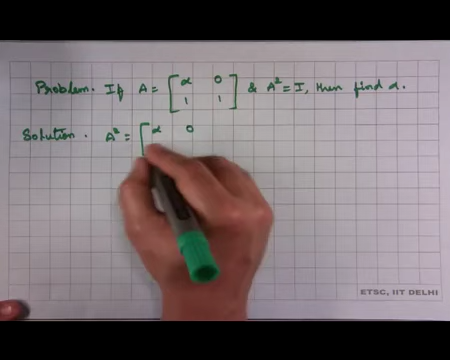 Problem. If A = [ α 0 & A² = I, then find α.
1 1 ]
Solution. A² = [ α 0
ETSC, IIT DELHI